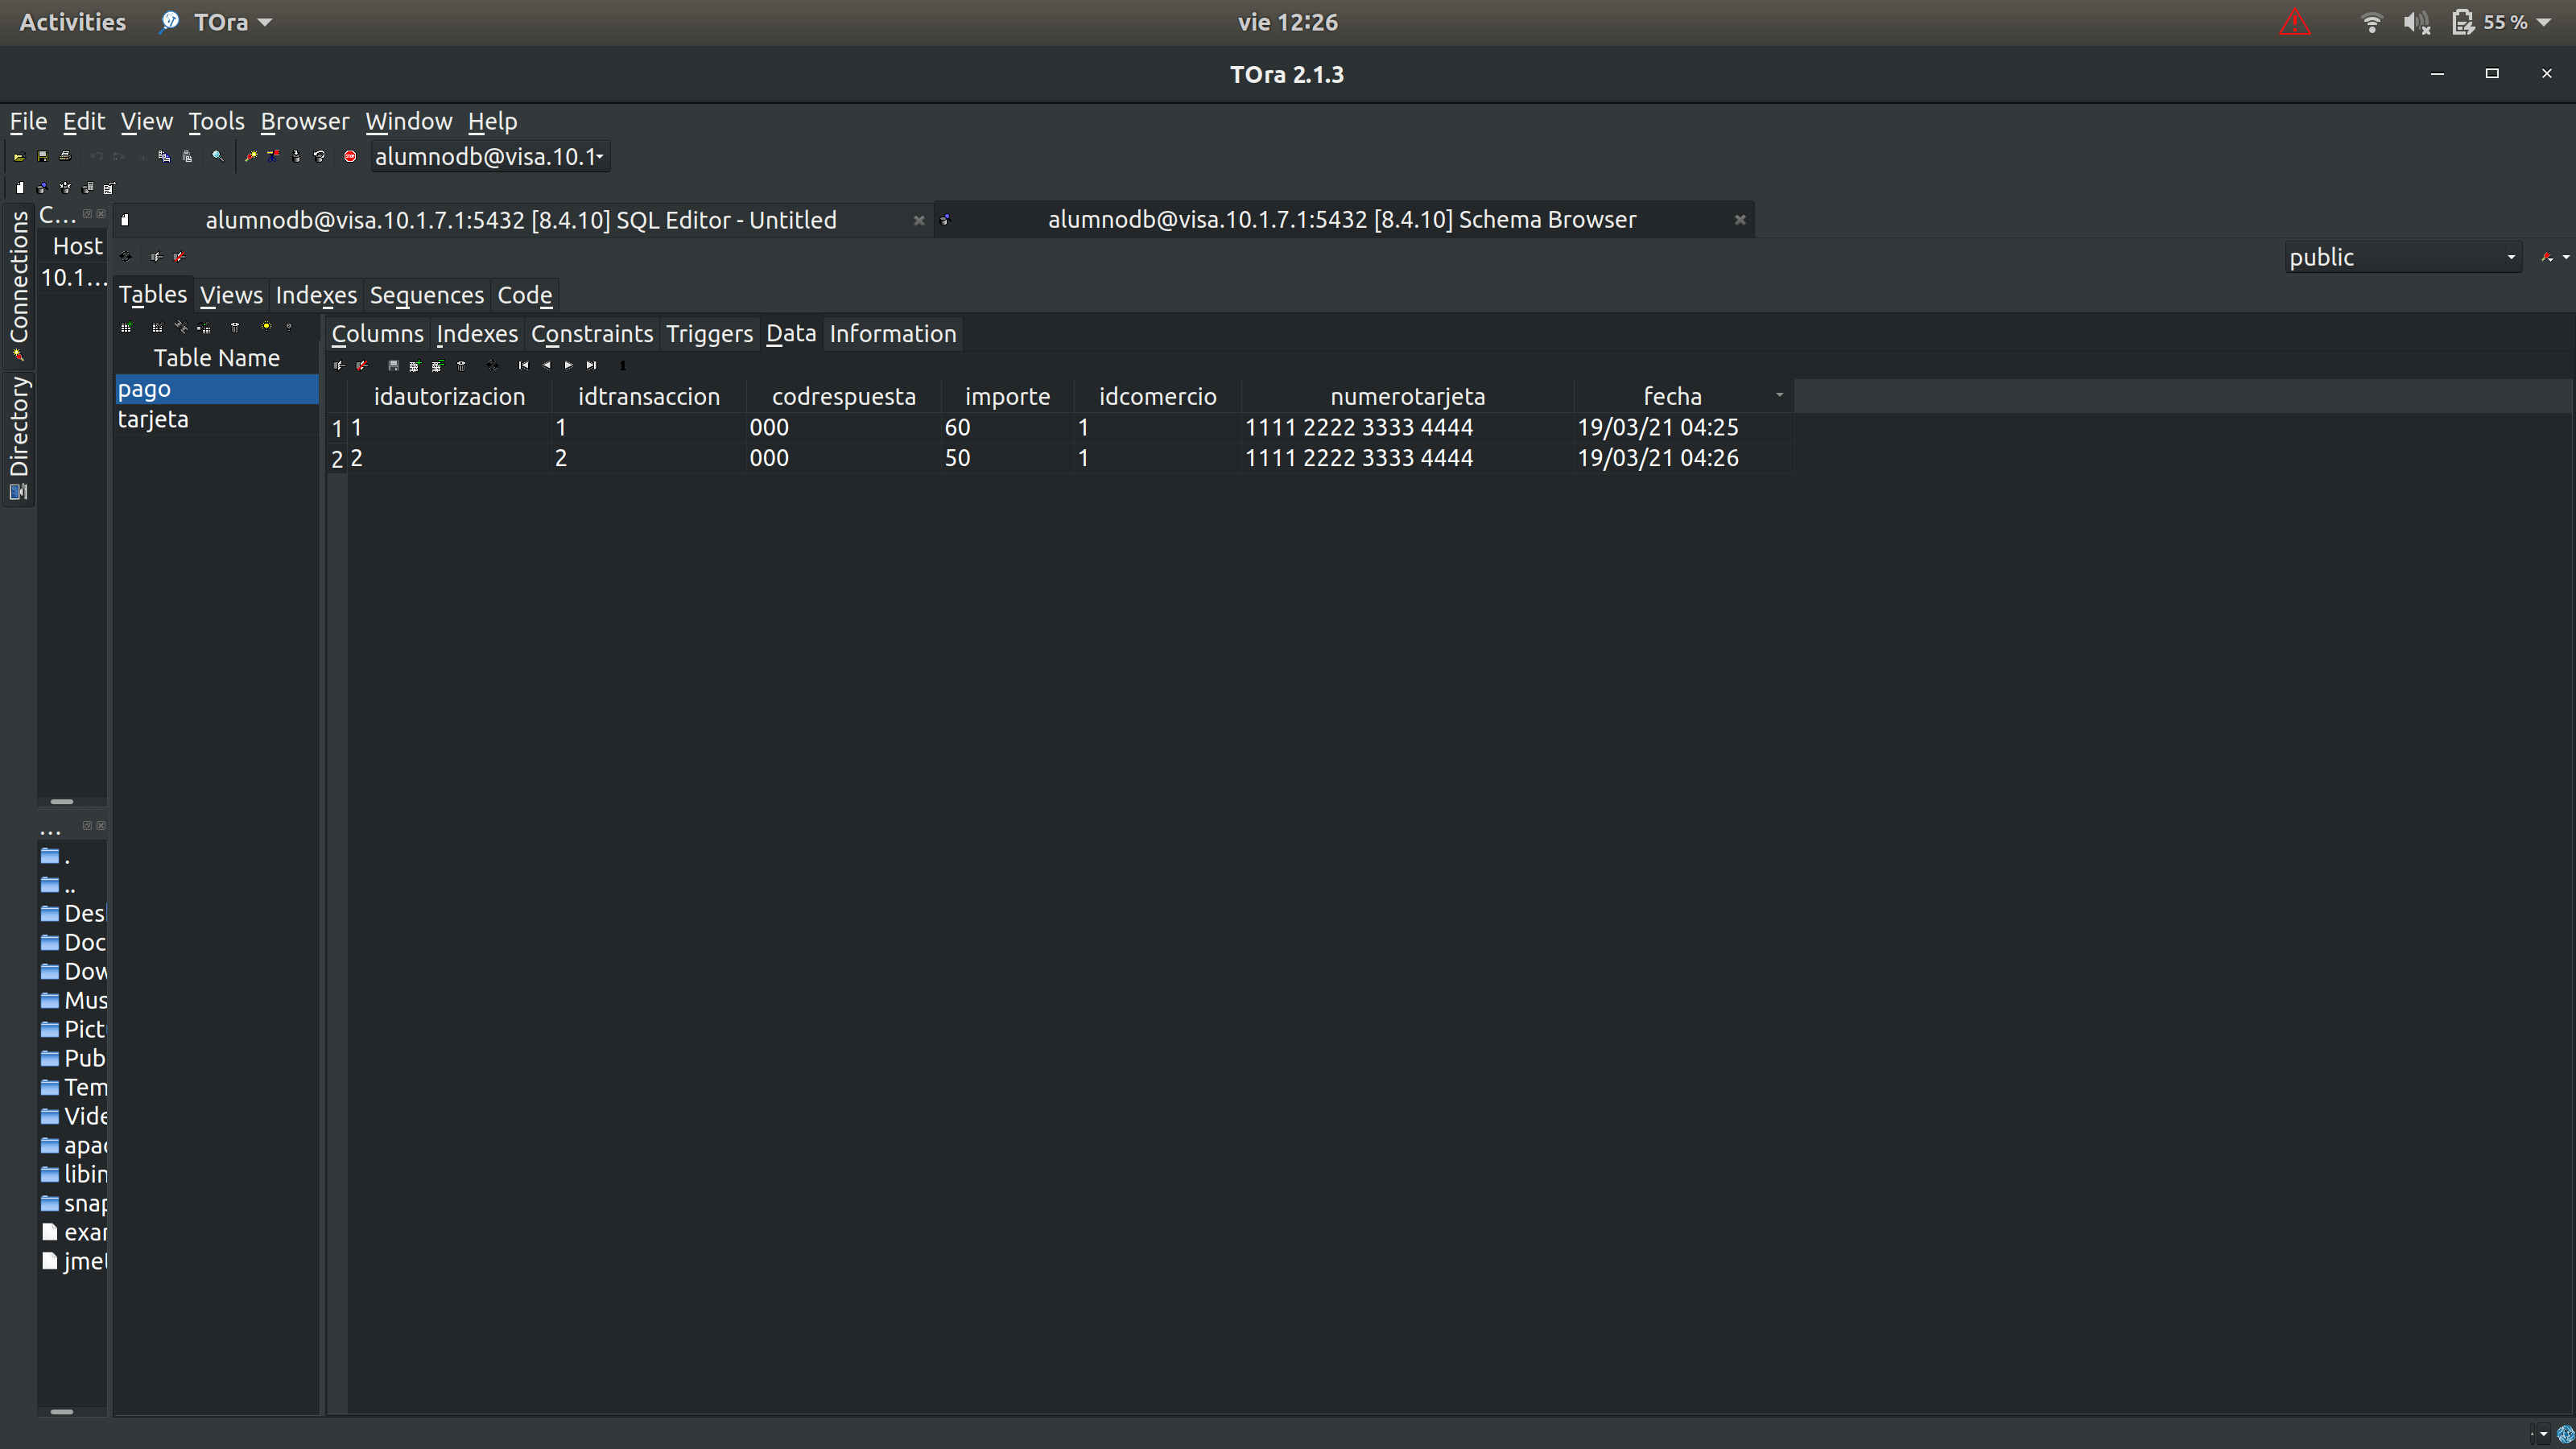 Activities TOra vie 12:26 55 %
TOra 2.1.3
File Edit View Tools Browser Window Help
alumnodb@visa.10.1
C... alumnodb@visa.10.1.7.1:5432 [8.4.10] SQL Editor - Untitled alumnodb@visa.10.1.7.1:5432 [8.4.10] Schema Browser
Connections
Directory
Host
10.1...
public
Tables Views Indexes Sequences Code
Columns Indexes Constraints Triggers Data Information
Table Name
pago
tarjeta
1
idautorizacion idtransaccion codrespuesta importe idcomercio numerotarjeta fecha
1 1 1 000 60 1 1111 2222 3333 4444 19/03/21 04:25
2 2 2 000 50 1 1111 2222 3333 4444 19/03/21 04:26
...
.
..
Des
Doc
Dow
Mus
Pict
Pub
Tem
Vide
apac
libin
snap
exam
jmet